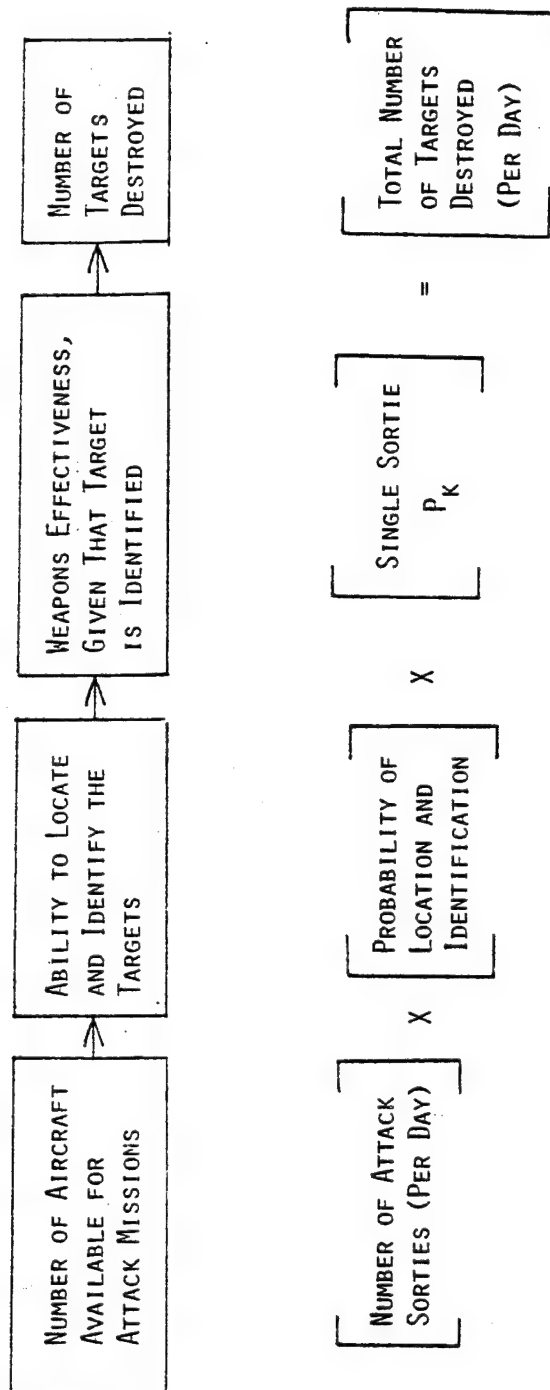 NUMBER OF AIRCRAFT
AVAILABLE FOR
ATTACK MISSIONS
ABILITY TO LOCATE
AND IDENTIFY THE
TARGETS
WEAPONS EFFECTIVENESS,
GIVEN THAT TARGET
IS IDENTIFIED
NUMBER OF
TARGETS
DESTROYED
NUMBER OF ATTACK
SORTIES (PER DAY)
X
PROBABILITY OF
LOCATION AND
IDENTIFICATION
X
SINGLE SORTIE
PK
=
TOTAL NUMBER
OF TARGETS
DESTROYED
(PER DAY)